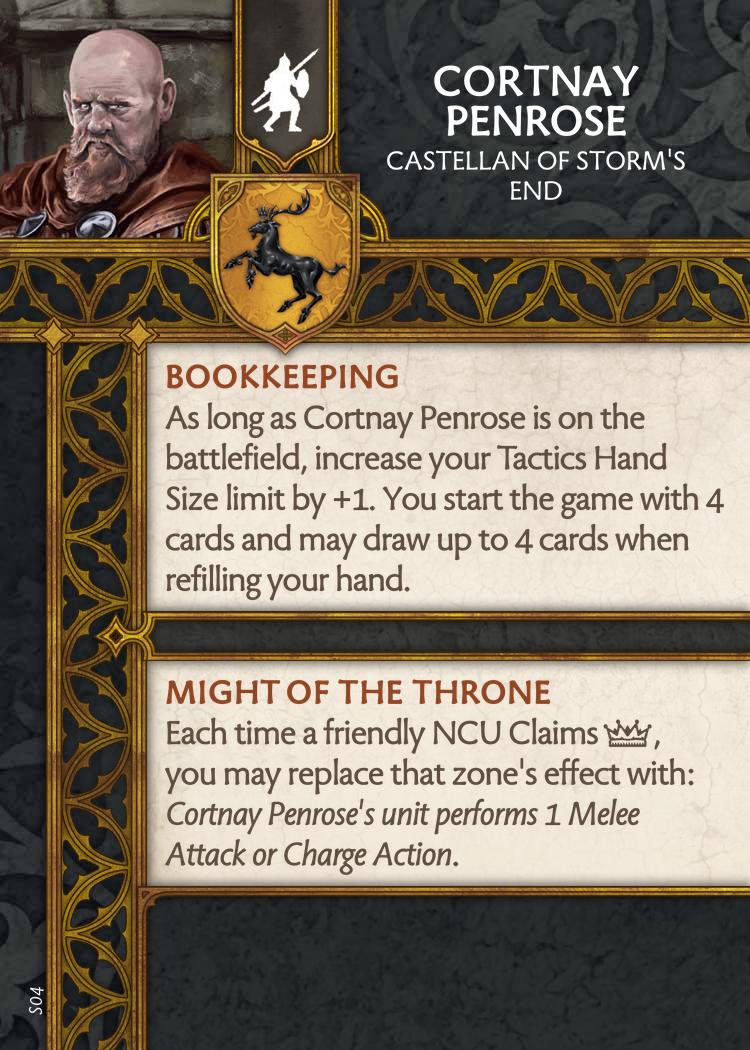 CORTNAY
PENROSE
CASTELLAN OF STORM'S
END
BOOKKEEPING
As long as Cortnay Penrose is on the
battlefield, increase your Tactics Hand
Size limit by +1. You start the game with 4
cards and may draw up to 4 cards when
refilling your hand.
MIGHT OF THE THRONE
Each time a friendly NCU Claims ,
you may replace that zone's effect with:
Cortnay Penrose's unit performs 1 Melee
Attack or Charge Action.
S04